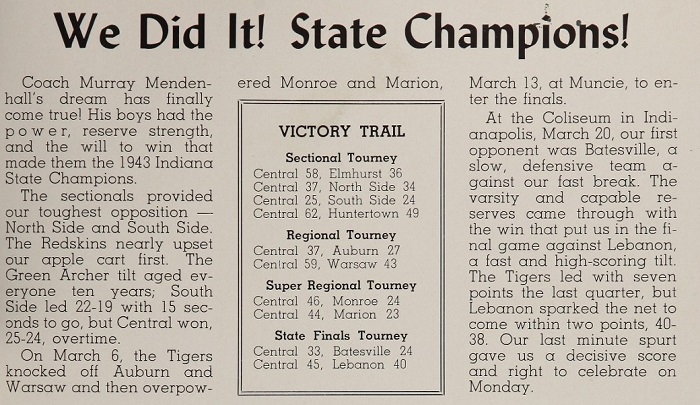 We Did It! State Champions!
Coach Murray Menden-
hall's dream has finally
come true! His boys had the
power, reserve strength,
and the will to win that
made them the 1943 Indiana
State Champions.
The sectionals provided
our toughest opposition —
North Side and South Side.
The Redskins nearly upset
our apple cart first. The
Green Archer tilt aged ev-
eryone ten years; South
Side led 22-19 with 15 sec-
onds to go, but Central won,
25-24, overtime.
On March 6, the Tigers
knocked off Auburn and
Warsaw and then overpow-
ered Monroe and Marion,
VICTORY TRAIL
Sectional Tourney
Central 58, Elmhurst 36
Central 37, North Side 34
Central 25, South Side 24
Central 62, Huntertown 49
Regional Tourney
Central 37, Auburn 27
Central 59, Warsaw 43
Super Regional Tourney
Central 46, Monroe 24
Central 44, Marion 23
State Finals Tourney
Central 33, Batesville 24
Central 45, Lebanon 40
March 13, at Muncie, to en-
ter the finals.
At the Coliseum in Indi-
anapolis, March 20, our first
opponent was Batesville, a
slow, defensive team a-
gainst our fast break. The
varsity and capable re-
serves came through with
the win that put us in the fi-
nal game against Lebanon,
a fast and high-scoring tilt.
The Tigers led with seven
points the last quarter, but
Lebanon sparked the net to
come within two points, 40-
38. Our last minute spurt
gave us a decisive score
and right to celebrate on
Monday.